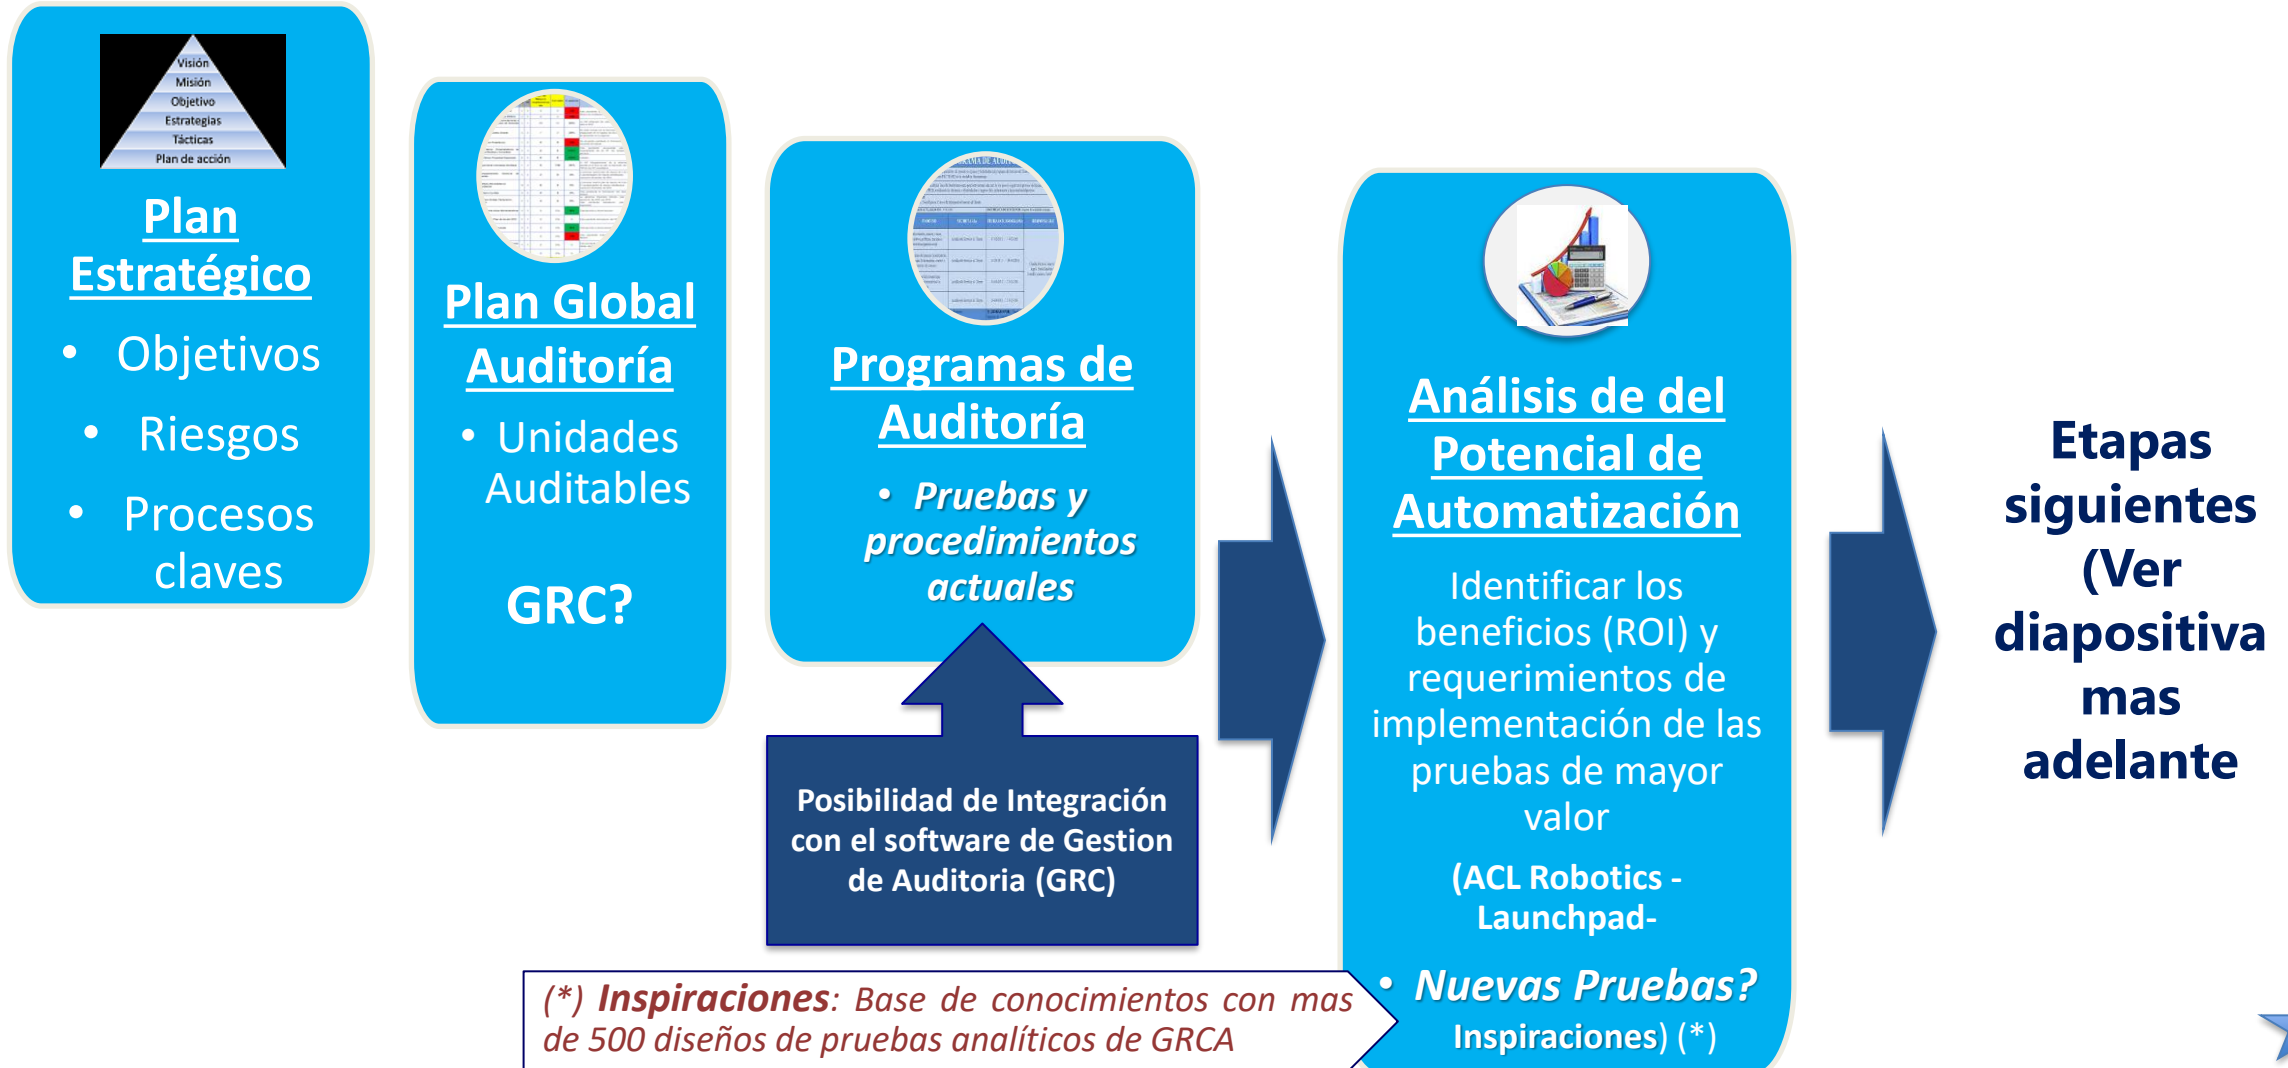 Visión
Misión
Objetivo
Estrategias
Tácticas
Plan de acción
Plan
Estratégico
• Objetivos
• Riesgos
• Procesos
claves
Plan Global
Auditoría
• Unidades
Auditables
GRC?
Programas de
Auditoría
• Pruebas y
procedimientos
actuales
Posibilidad de Integración
con el software de Gestion
de Auditoria (GRC)
Análisis de del
Potencial de
Automatización
Identificar los
beneficios (ROI) y
requerimientos de
implementación de las
pruebas de mayor
valor
(ACL Robotics -
Launchpad-
• Nuevas Pruebas?
Inspiraciones) (*)
(*) Inspiraciones: Base de conocimientos con mas
de 500 diseños de pruebas analíticos de GRCA
Etapas
siguientes
(Ver
diapositiva
mas
adelante